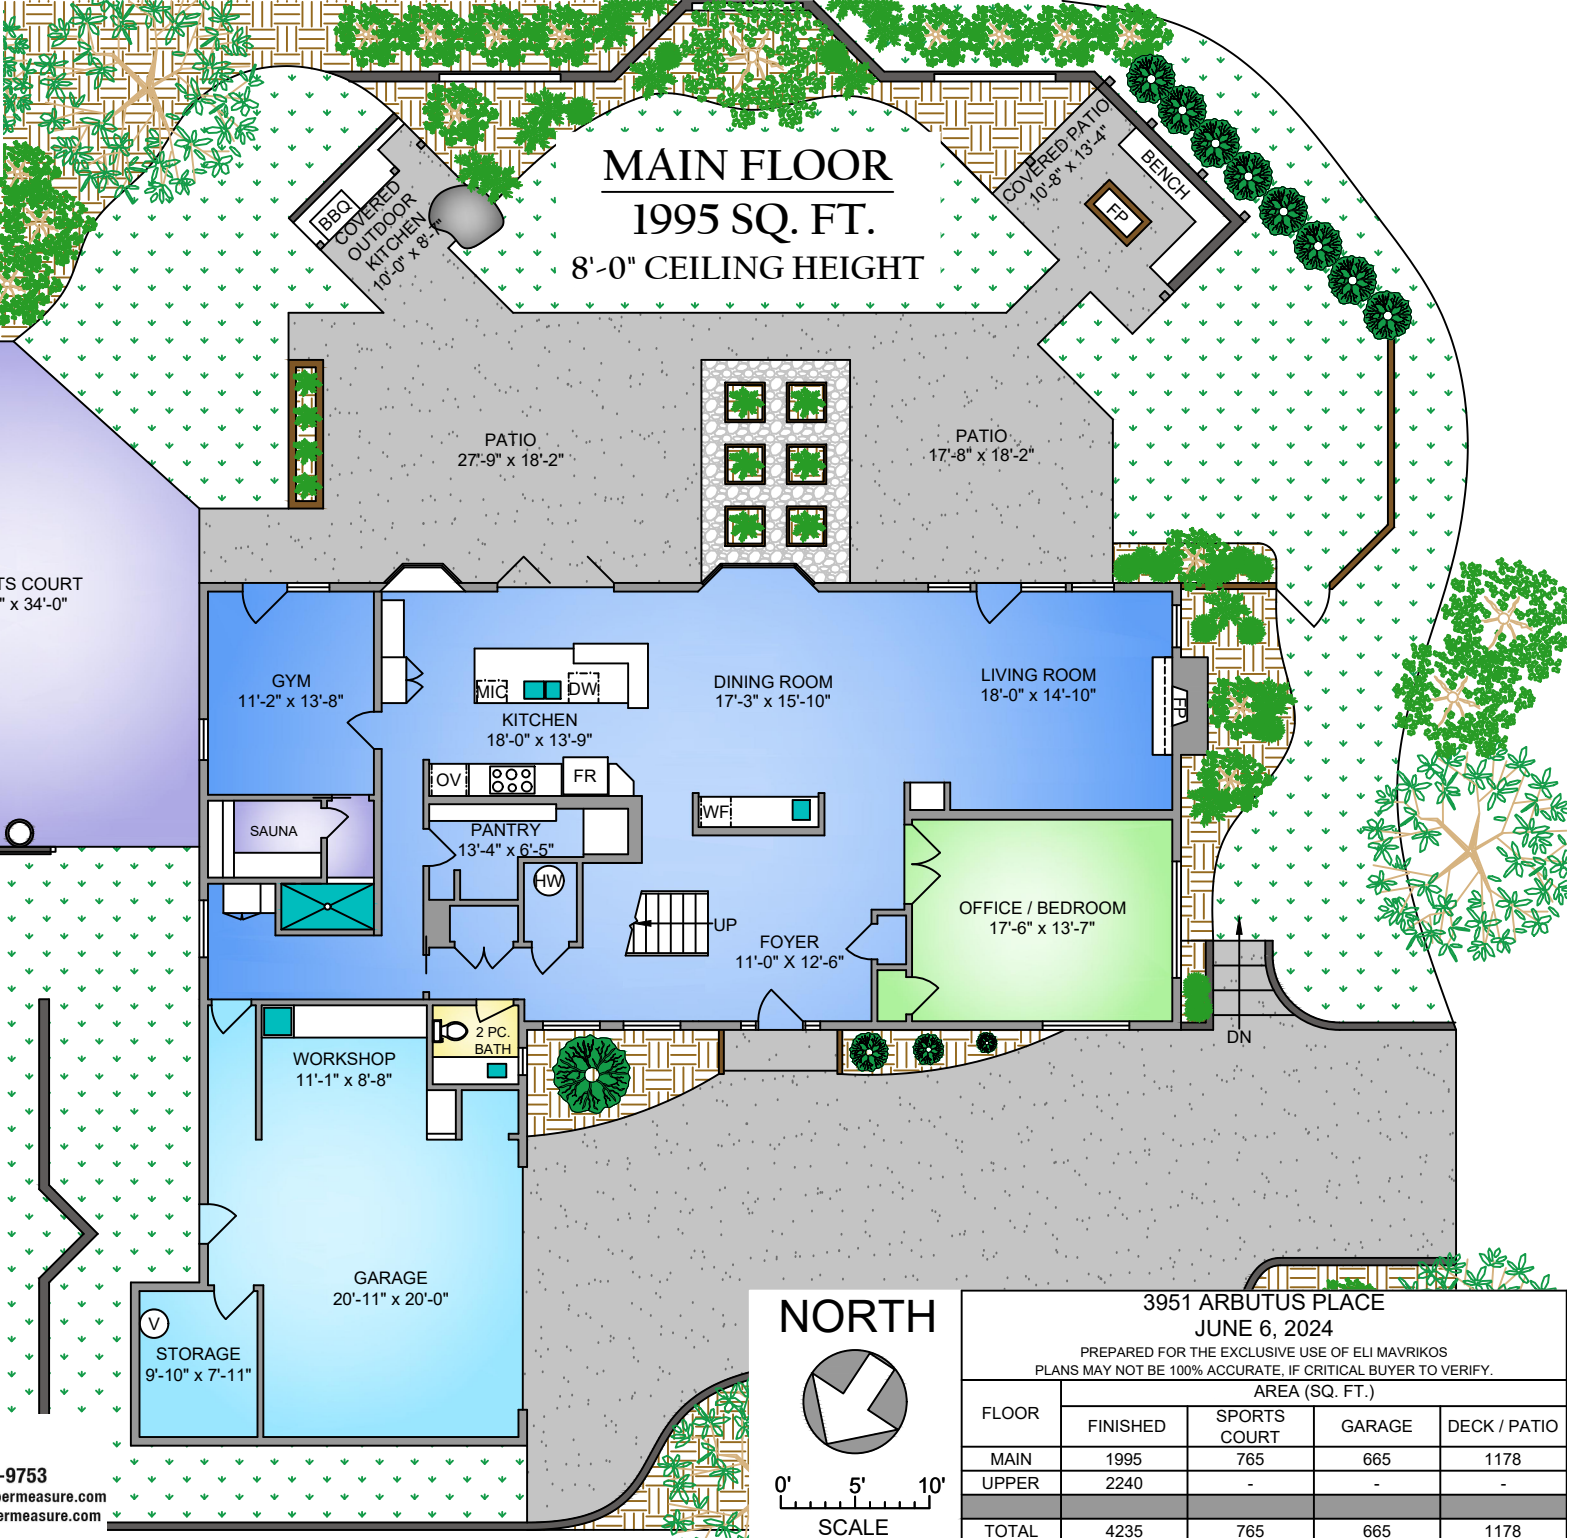 MAIN FLOOR
1995 SQ. FT.
8'-0" CEILING HEIGHT
BBQ
COVERED
OUTDOOR
KITCHEN
COVERED PATIO
10'-8" x 13'-4"
BENCH
FP
PATIO
27'-9" x 18'-2"
PATIO
17'-8" x 18'-2"
TS COURT
" x 34'-0"
GYM
11'-2" x 13'-8"
MIC
DW
KITCHEN
18'-0" x 13'-9"
DINING ROOM
17'-3" x 15'-10"
LIVING ROOM
18'-0" x 14'-10"
FP
OV
FR
WF
SAUNA
PANTRY
13'-4" x 6'-5"
HW
UP
FOYER
11'-0" X 12'-6"
OFFICE / BEDROOM
17'-6" x 13'-7"
DN
2 PC.
BATH
WORKSHOP
11'-1" x 8'-8"
GARAGE
20'-11" x 20'-0"
V
STORAGE
9'-10" x 7'-11"
-9753
permeasure.com
ermeasure.com
NORTH
0' 5' 10'
SCALE
3951 ARBUTUS PLACE
JUNE 6, 2024
PREPARED FOR THE EXCLUSIVE USE OF ELI MAVRIKOS
PLANS MAY NOT BE 100% ACCURATE, IF CRITICAL BUYER TO VERIFY.
FLOOR
AREA (SQ. FT.)
FINISHED SPORTS COURT GARAGE DECK / PATIO
MAIN 1995 765 665 1178
UPPER 2240 - - -
TOTAL 4235 765 665 1178